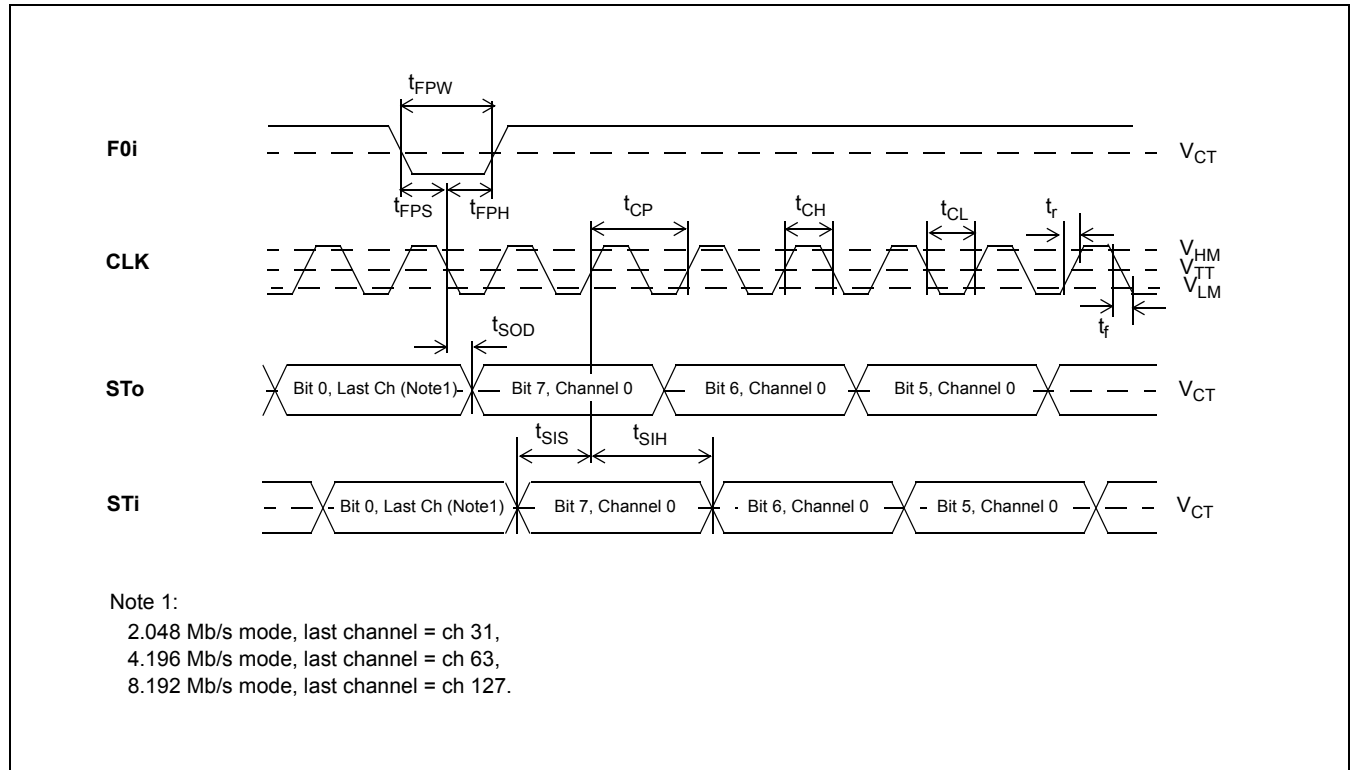 tFPW
F0i
VCT
tFPS
tFPH
tCP
tCH
tCL
tr
CLK
VHM
VTT
VLM
tSOD
tf
STo
Bit 0, Last Ch (Note1)
Bit 7, Channel 0
Bit 6, Channel 0
Bit 5, Channel 0
VCT
tSIS
tSIH
STi
Bit 0, Last Ch (Note1)
Bit 7, Channel 0
Bit 6, Channel 0
Bit 5, Channel 0
VCT
Note 1:
2.048 Mb/s mode, last channel = ch 31,
4.196 Mb/s mode, last channel = ch 63,
8.192 Mb/s mode, last channel = ch 127.